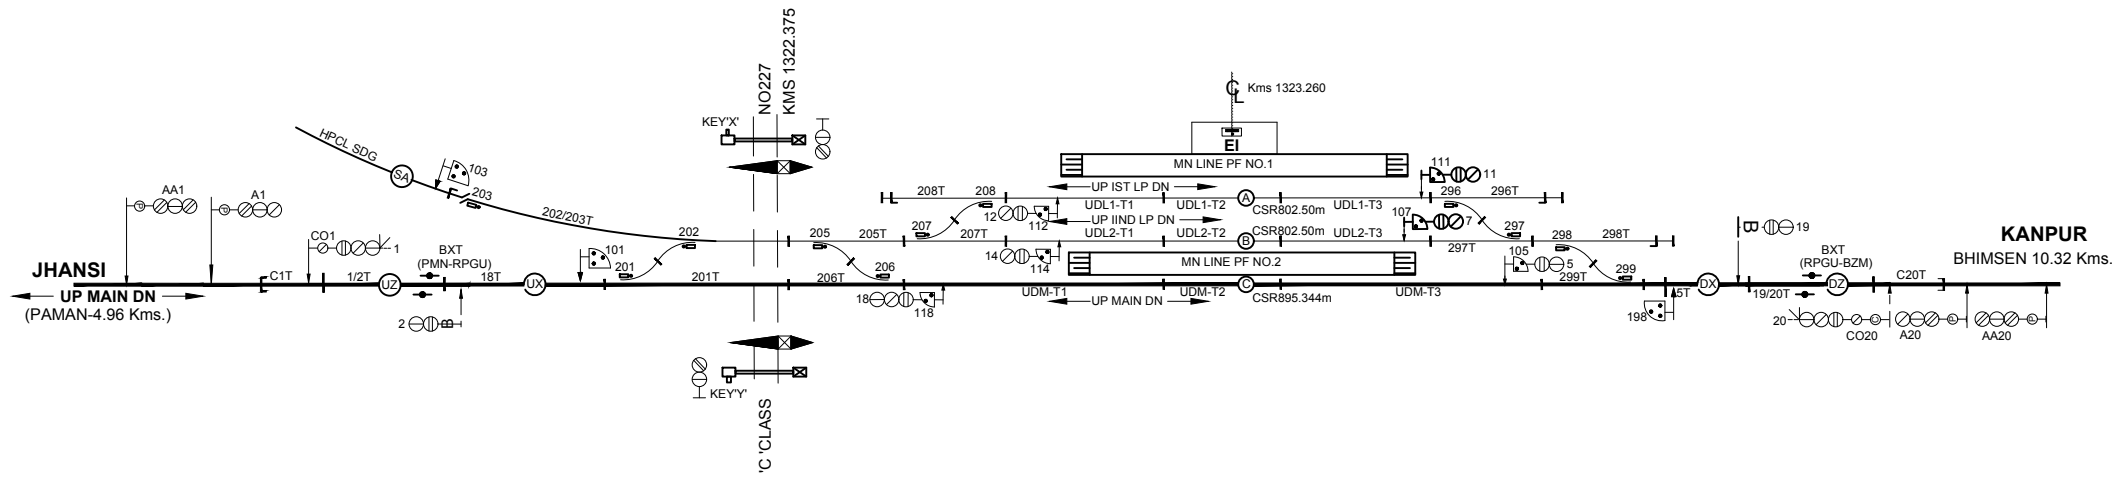 NO227
KMS 1322.375
C
L
Kms 1323.260
KEY'X'
EI
HPCL SDG
SA
103
203
MN LINE PF NO.1
111
11
AA1
A1
P
P
208T
208
UP IST LP DN
296
296T
UDL1-T1
UDL1-T2
A
UDL1-T3
CSR802.50m
202/203T
12
112
UP IIND LP DN
107
7
CO1
1
202
205
205T
207
207T
UDL2-T1
UDL2-T2
B
CSR802.50m
UDL2-T3
297T
297
298
298T
B
19
KANPUR
BHIMSEN 10.32 Kms.
BXT
(PMN-RPGU)
101
201
14
114
MN LINE PF NO.2
105
5
BXT
(RPGU-BZM)
JHANSI
C1T
1/2T
UZ
18T
UX
201T
206T
206
UDM-T1
UDM-T2
C
CSR895.344m
UDM-T3
299T
299
5T
DX
19/20T
DZ
C20T
UP MAIN DN
(PAMAN-4.96 Kms.)
18
118
UP MAIN DN
198
2
B
20
C
CO20
A20
P
AA20
P
KEY'Y'
'C 'CLASS